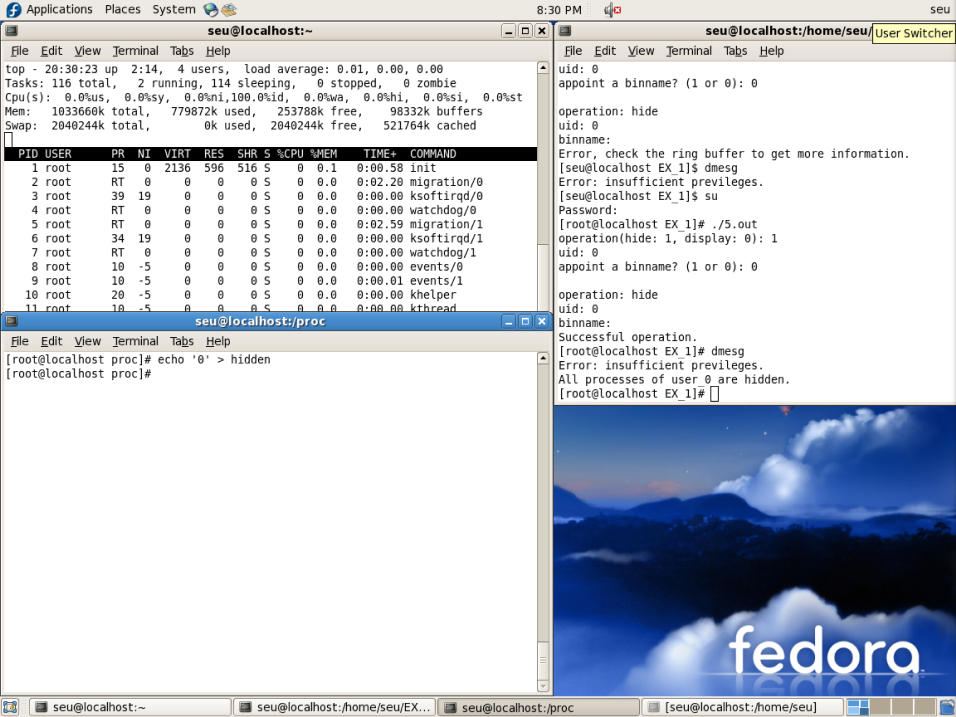 Applications Places System 8:30 PM seu
User Switcher
seu@localhost:~
File Edit View Terminal Tabs Help
top - 20:30:23 up 2:14, 4 users, load average: 0.01, 0.00, 0.00
Tasks: 116 total, 2 running, 114 sleeping, 0 stopped, 0 zombie
Cpu(s): 0.0%us, 0.0%sy, 0.0%ni,100.0%id, 0.0%wa, 0.0%hi, 0.0%si, 0.0%st
Mem: 1033660k total, 779872k used, 253788k free, 98332k buffers
Swap: 2040244k total, 0k used, 2040244k free, 521764k cached
PID USER PR NI VIRT RES SHR S %CPU %MEM TIME+ COMMAND
1 root 15 0 2136 596 516 S 0 0.1 0:00.58 init
2 root RT 0 0 0 0 S 0 0.0 0:02.20 migration/0
3 root 39 19 0 0 0 S 0 0.0 0:00.00 ksoftirqd/0
4 root RT 0 0 0 0 S 0 0.0 0:00.00 watchdog/0
5 root RT 0 0 0 0 S 0 0.0 0:02.59 migration/1
6 root 34 19 0 0 0 S 0 0.0 0:00.00 ksoftirqd/1
7 root RT 0 0 0 0 S 0 0.0 0:00.00 watchdog/1
8 root 10 -5 0 0 0 S 0 0.0 0:00.00 events/0
9 root 10 -5 0 0 0 S 0 0.0 0:00.01 events/1
10 root 20 -5 0 0 0 S 0 0.0 0:00.00 khelper
11 root 10 -5 0 0 0 S 0 0.0 0:00.00 kthread
seu@localhost:/proc
File Edit View Terminal Tabs Help
[root@localhost proc]# echo '0' > hidden
[root@localhost proc]#
seu@localhost:/home/seu/
File Edit View Terminal Tabs Help
uid: 0
appoint a binname? (1 or 0): 0
operation: hide
uid: 0
binname:
Error, check the ring buffer to get more information.
[seu@localhost EX_1]$ dmesg
Error: insufficient previleges.
[seu@localhost EX_1]$ su
Password:
[root@localhost EX_1]# ./5.out
operation(hide: 1, display: 0): 1
uid: 0
appoint a binname? (1 or 0): 0
operation: hide
uid: 0
binname:
Successful operation.
[root@localhost EX_1]# dmesg
Error: insufficient previleges.
All processes of user_0 are hidden.
[root@localhost EX_1]#
fedora
seu@localhost:~ seu@localhost:/home/seu/EX... seu@localhost:/proc [seu@localhost:/home/seu]